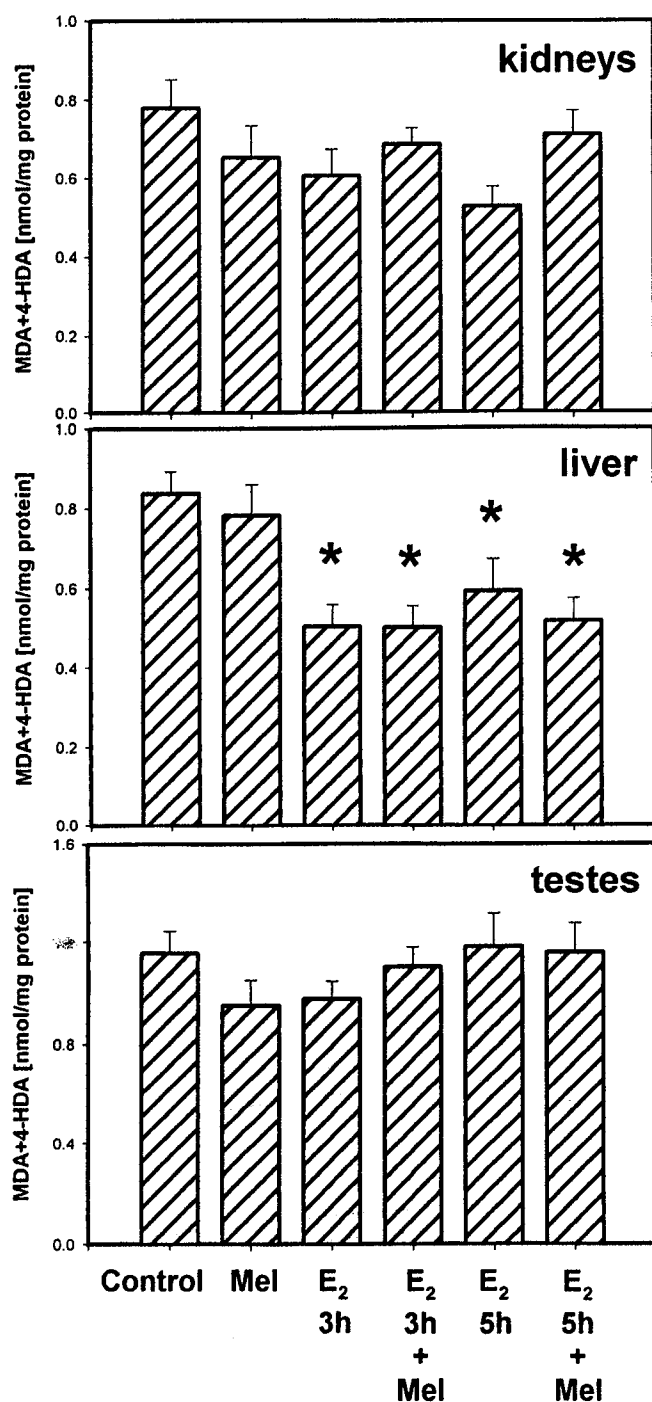 kidneys
MDA+4-HDA [nmol/mg protein]
1.0
0.8
0.6
0.4
0.2
0.0
liver
MDA+4-HDA [nmol/mg protein]
1.0
0.8
0.6
0.4
0.2
0.0
*
*
*
*
testes
MDA+4-HDA [nmol/mg protein]
1.6
1.2
0.8
0.4
0.0
Control Mel E₂ E₂ E₂ E₂
3h 3h 5h 5h
+ +
Mel Mel